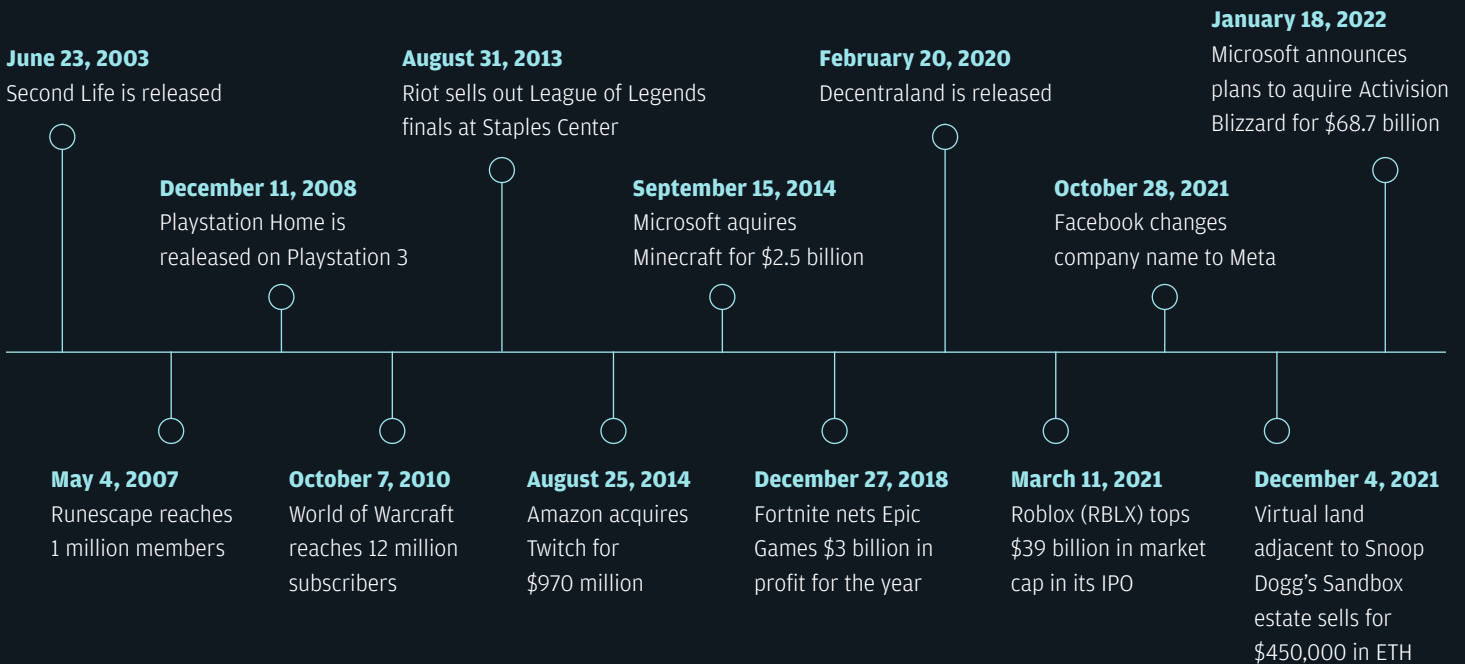 June 23, 2003
Second Life is released
May 4, 2007
Runescape reaches
1 million members
December 11, 2008
Playstation Home is
realeased on Playstation 3
October 7, 2010
World of Warcraft
reaches 12 million
subscribers
August 31, 2013
Riot sells out League of Legends
finals at Staples Center
August 25, 2014
Amazon acquires
Twitch for
$970 million
September 15, 2014
Microsoft aquires
Minecraft for $2.5 billion
December 27, 2018
Fortnite nets Epic
Games $3 billion in
profit for the year
February 20, 2020
Decentraland is released
March 11, 2021
Roblox (RBLX) tops
$39 billion in market
cap in its IPO
October 28, 2021
Facebook changes
company name to Meta
December 4, 2021
Virtual land
adjacent to Snoop
Dogg’s Sandbox
estate sells for
$450,000 in ETH
January 18, 2022
Microsoft announces
plans to aquire Activision
Blizzard for $68.7 billion